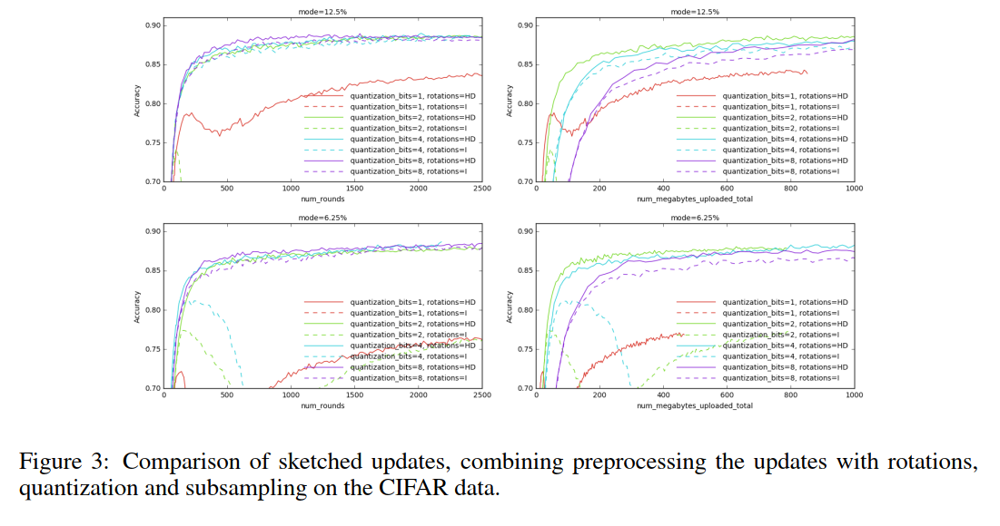 mode=12.5%
0.90
0.85
0.80
0.75
0.70
Accuracy
quantization_bits=1, rotations=HD
quantization_bits=1, rotations=I
quantization_bits=2, rotations=HD
quantization_bits=2, rotations=I
quantization_bits=4, rotations=HD
quantization_bits=4, rotations=I
quantization_bits=8, rotations=HD
quantization_bits=8, rotations=I
0 500 1000 1500 2000 2500
num_rounds
mode=12.5%
0.90
0.85
0.80
0.75
0.70
Accuracy
quantization_bits=1, rotations=HD
quantization_bits=1, rotations=I
quantization_bits=2, rotations=HD
quantization_bits=2, rotations=I
quantization_bits=4, rotations=HD
quantization_bits=4, rotations=I
quantization_bits=8, rotations=HD
quantization_bits=8, rotations=I
0 200 400 600 800 1000
num_megabytes_uploaded_total
mode=6.25%
0.90
0.85
0.80
0.75
0.70
Accuracy
quantization_bits=1, rotations=HD
quantization_bits=1, rotations=I
quantization_bits=2, rotations=HD
quantization_bits=2, rotations=I
quantization_bits=4, rotations=HD
quantization_bits=4, rotations=I
quantization_bits=8, rotations=HD
quantization_bits=8, rotations=I
0 500 1000 1500 2000 2500
num_rounds
mode=6.25%
0.90
0.85
0.80
0.75
0.70
Accuracy
quantization_bits=1, rotations=HD
quantization_bits=1, rotations=I
quantization_bits=2, rotations=HD
quantization_bits=2, rotations=I
quantization_bits=4, rotations=HD
quantization_bits=4, rotations=I
quantization_bits=8, rotations=HD
quantization_bits=8, rotations=I
0 200 400 600 800 1000
num_megabytes_uploaded_total
Figure 3: Comparison of sketched updates, combining preprocessing the updates with rotations,
quantization and subsampling on the CIFAR data.